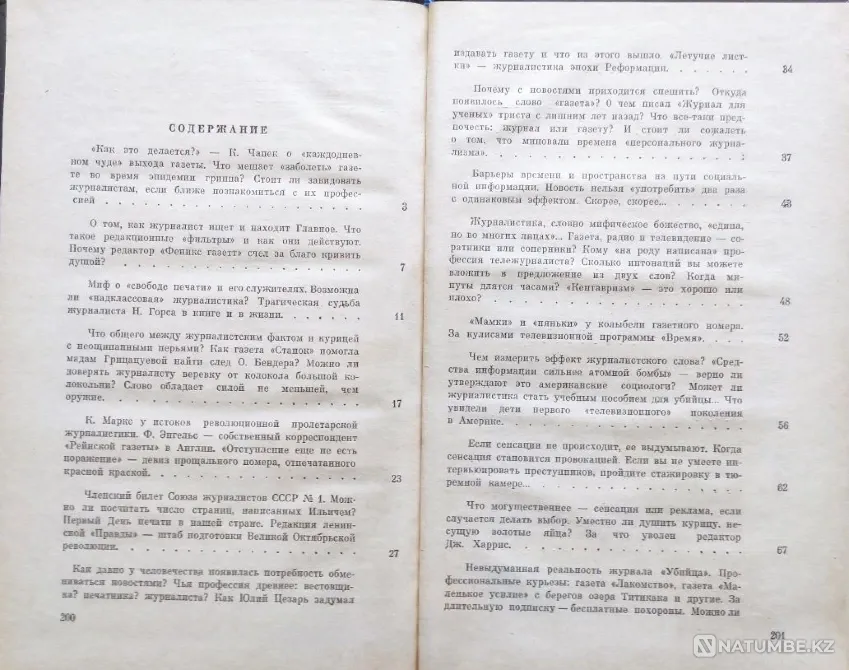 СОДЕРЖАНИЕ
«Как это делается?» — К. Чапек о «каждоднев-
ном чуде» выхода газеты. Что мешает «заболеть» газе-
те во время эпидемии гриппа? Стоит ли завидовать
журналистам, если ближе познакомиться с их профес-
сией . . . . . . . . . . . . . . . . . 3
О том, как журналист ищет и находит Главное. Что
такое редакционные «фильтры» и как они действуют.
Почему редактор «Феникс газетт» счел за благо кривить
душой? . . . . . . . . . . . . . . . . 7
Миф о «свободе печати» и его служителях. Возможна
ли «надклассовая» журналистика? Трагическая судьба
журналиста Н. Горса в книге и в жизни. . . . . . . 11
Что общего между журналистским фактом и курицей
с неощипанными перьями? Как газета «Станок» помогла
мадам Грицацуевой найти след О. Бендера? Можно ли
доверять журналисту веревку от колокола большой ко-
локольни? Слово обладает силой не меньшей, чем
оружие. . . . . . . . . . . . . . . . 17
К. Маркс у истоков революционной пролетарской
журналистики. Ф. Энгельс — собственный корреспондент
«Рейнской газеты» в Англии. «Отступление еще не есть
поражение» — девиз прощального номера, отпечатанного
красной краской. . . . . . . . . . . . . 23
Членский билет Союза журналистов СССР № 1. Мож-
но ли посчитать число страниц, написанных Ильичем?
Первый День печати в нашей стране. Редакция ленин-
ской «Правды» — штаб подготовки Великой Октябрьской
революции. . . . . . . . . . . . . . . 27
Как давно у человечества появилась потребность обме-
ниваться новостями? Чья профессия древнее: вестовщи-
ка? печатника? журналиста? Как Юлий Цезарь задумал
200
издавать газету и что из этого вышло. «Летучие лист-
ки» — журналистика эпохи Реформации. . . . . . . 34
Почему с новостями приходится спешить? Откуда
появилось слово «газета»? О чем писал «Журнал для
ученых» триста с лишним лет назад? Что все-таки пред-
почесть: журнал или газету? И стоит ли сожалеть
о том, что миновали времена «персонального журна-
лизма». . . . . . . . . . . . . . . . 37
Барьеры времени и пространства на пути социаль-
ной информации. Новость нельзя «употребить» два раза
с одинаковым эффектом. Скорее, скорее... . . . . . 43
Журналистика, словно мифическое божество, «едина,
но во многих лицах»... Газета, радио и телевидение — со-
ратники или соперники? Кому «на роду написана» про-
фессия тележурналиста? Сколько интонаций вы можете
вложить в предложение из двух слов? Когда ми-
нуты длятся часами? «Кентавризм» — это хорошо или
плохо? . . . . . . . . . . . . . . . . 48
«Мамки» и «няньки» у колыбели газетного номера.
За кулисами телевизионной программы «Время». . . . . 52
Чем измерить эффект журналистского слова? «Сред-
ства информации сильнее атомной бомбы» — верно ли
утверждают это американские социологи? Может ли
журналистика стать учебным пособием для убийцы... Что
увидели дети первого «телевизионного» поколения
в Америке. . . . . . . . . . . . . . . 56
Если сенсация не происходит, ее выдумывают. Когда
сенсация становится провокацией. Если вы не умеете ин-
тервьюировать преступников, пройдите стажировку в тю-
ремной камере... . . . . . . . . . . . . 62
Что могущественнее — сенсация или реклама, если
случается делать выбор. Уместно ли душить курицу, не-
сущую золотые яйца? За что уволен редактор
Дж. Харрис. . . . . . . . . . . . . . . 67
Невыдуманная реальность журнала «Убийца». Про-
фессиональные курьезы: газета «Лакомство», газета «Ма-
ленькое усилие» с берегов озера Титикака и другие. За
длительную подписку — бесплатные похороны. Можно ли
201
NATUMBE.KZ